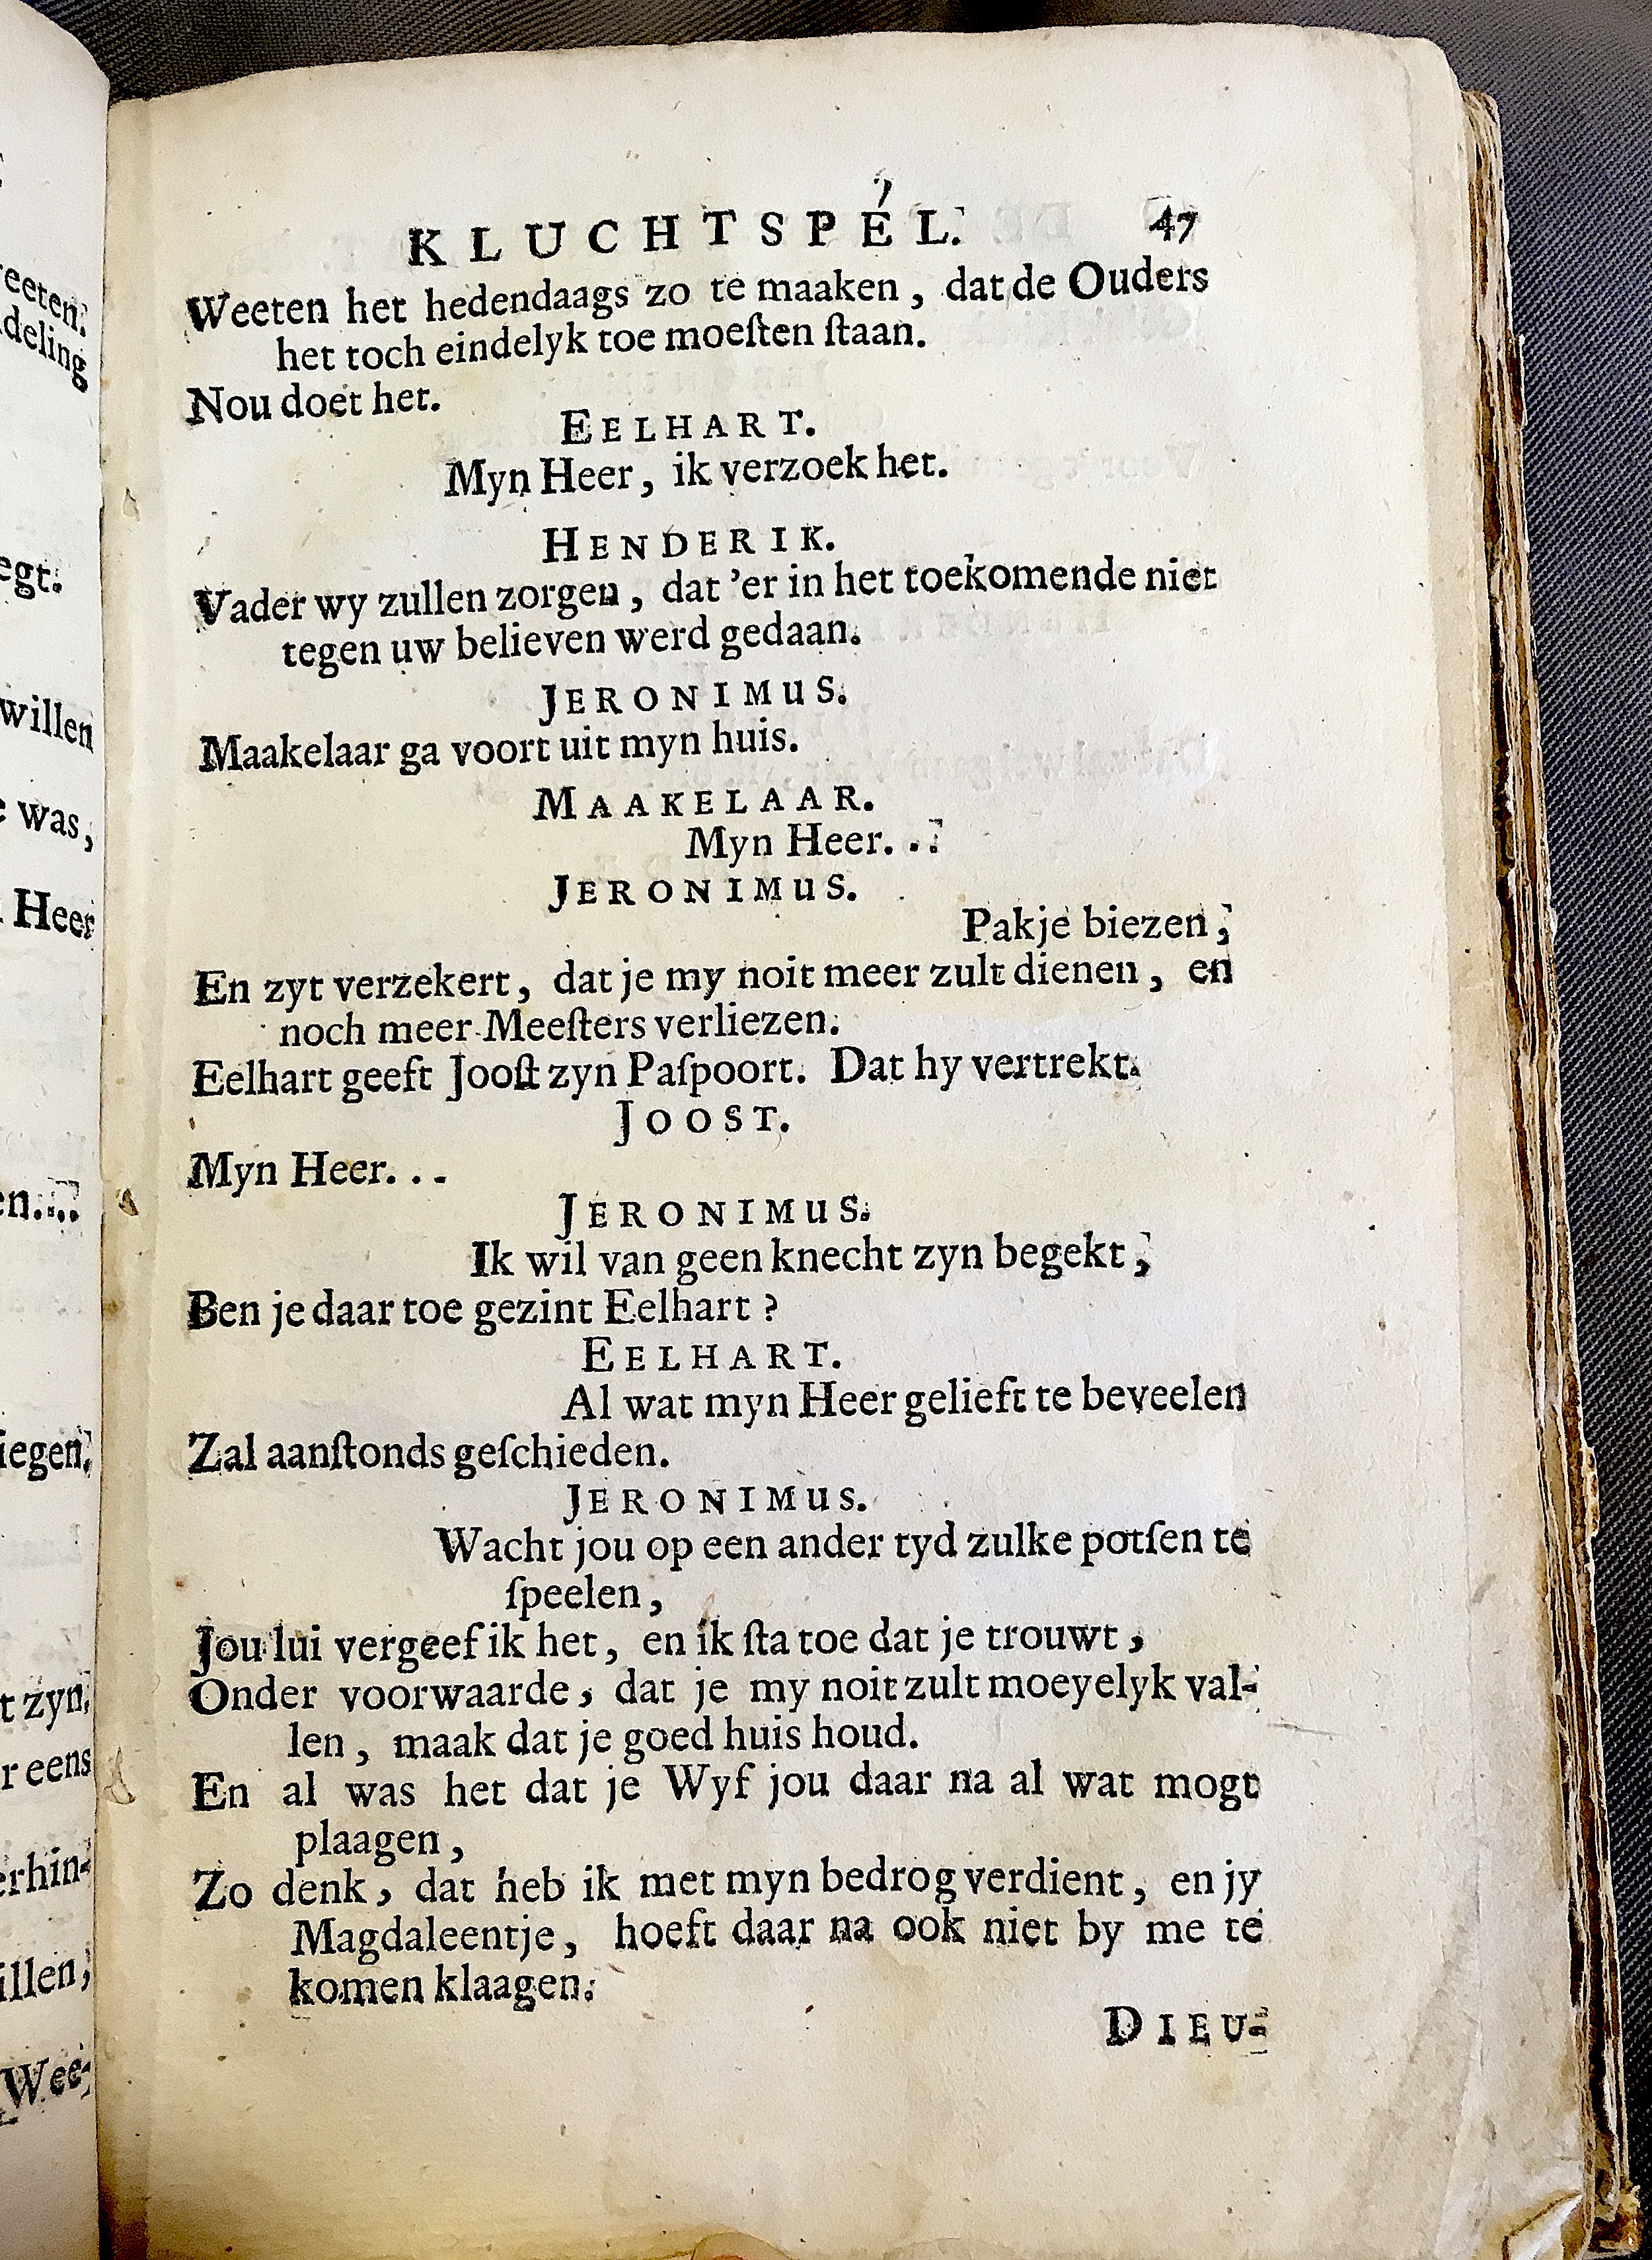 KLUCHTSPÉL. 47
Weeten het hedendaags zo te maaken, dat de Ouders
het toch eindelyk toe moeſten ſtaan.
Nou doet het.
EELHART.
Myn Heer, ik verzoek het.
HENDERIK.
Vader wy zullen zorgen, dat 'er in het toekomende niet
tegen uw believen werd gedaan.
JERONIMUS.
Maakelaar ga voort uit myn huis.
MAAKELAAR.
Myn Heer...
JERONIMUS.
Pakje biezen,
En zyt verzekert, dat je my noit meer zult dienen, en
noch meer Meeſters verliezen.
Eelhart geeft Jooſt zyn Paſpoort. Dat hy vertrekt.
JOOST.
Myn Heer...
JERONIMUS.
Ik wil van geen knecht zyn begekt,
Ben je daar toe gezint Eelhart?
EELHART.
Al wat myn Heer gelieft te beveelen
Zal aanſtonds geſchieden.
JERONIMUS.
Wacht jou op een ander tyd zulke potſen te
ſpeelen,
Jou lui vergeef ik het, en ik ſta toe dat je trouwt,
Onder voorwaarde, dat je my noit zult moeyelyk val-
len, maak dat je goed huis houd.
En al was het dat je Wyf jou daar na al wat mogt
plaagen,
Zo denk, dat heb ik met myn bedrog verdient, en jy
Magdaleentje, hoeft daar na ook niet by me te
komen klaagen.
DIEU-